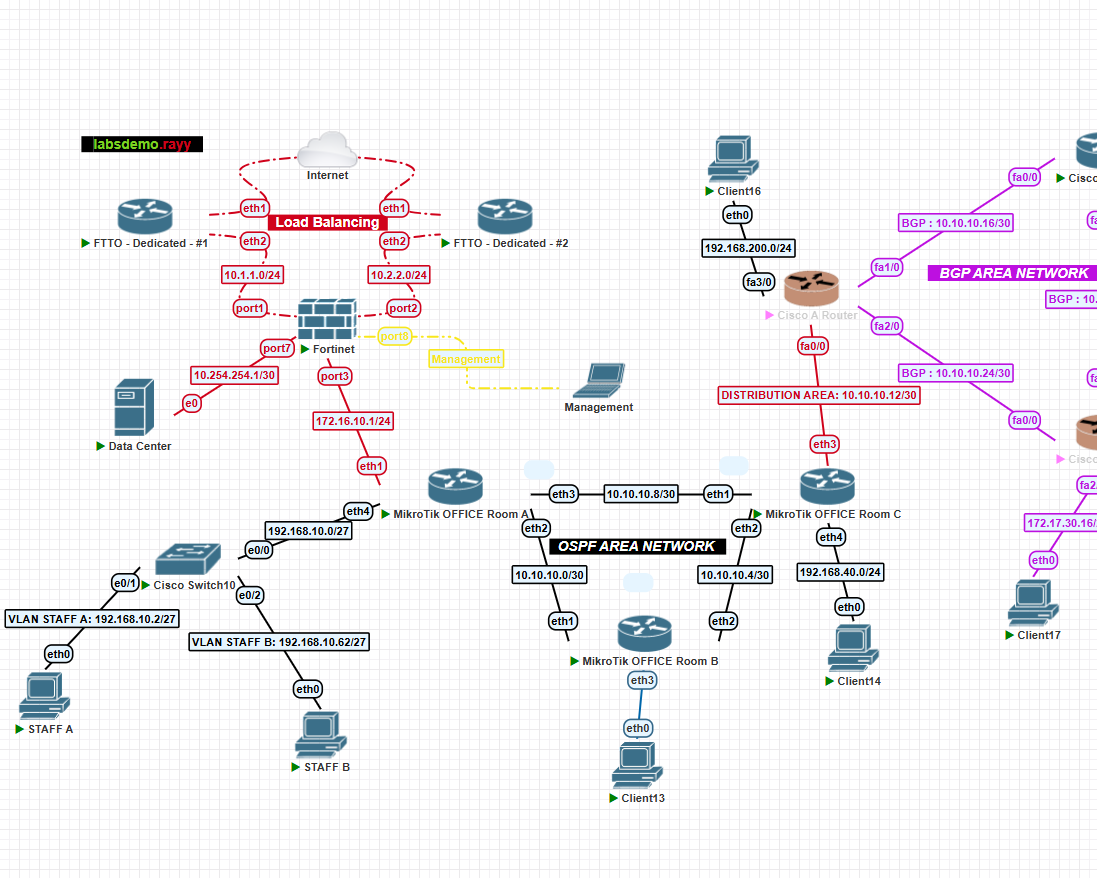 labsdemo.rayy
Internet
eth1
Load Balancing
eth1
FTTO - Dedicated - #1
eth2
eth2
FTTO - Dedicated - #2
10.1.1.0/24
10.2.2.0/24
port1
port2
Fortinet
port8
Management
port7
10.254.254.1/30
e0
Data Center
port3
172.16.10.1/24
eth1
Management
MikroTik OFFICE Room A
eth4
192.168.10.0/27
e0/0
Cisco Switch10
e0/1
VLAN STAFF A: 192.168.10.2/27
eth0
STAFF A
e0/2
VLAN STAFF B: 192.168.10.62/27
eth0
STAFF B
eth3
10.10.10.8/30
eth1
eth2
OSPF AREA NETWORK
eth2
10.10.10.0/30
10.10.10.4/30
eth1
eth2
MikroTik OFFICE Room B
eth3
eth0
Client13
Client16
eth0
192.168.200.0/24
fa3/0
Cisco A Router
fa0/0
DISTRIBUTION AREA: 10.10.10.12/30
eth3
MikroTik OFFICE Room C
eth4
192.168.40.0/24
eth0
Client14
fa0/0
Cisco
BGP : 10.10.10.16/30
fa1/0
BGP AREA NETWORK
BGP : 10.
fa2/0
BGP : 10.10.10.24/30
fa0/0
Cisco
fa2
172.17.30.16/
eth0
Client17